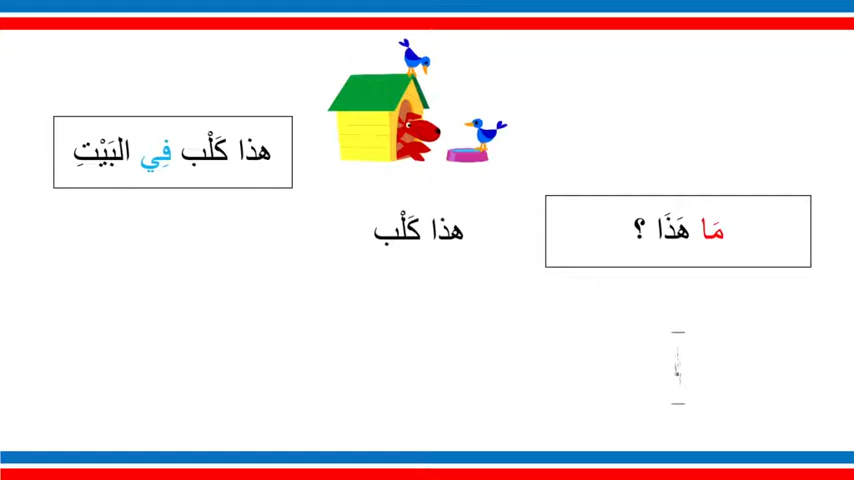 هذا كَلْب فِي البَيْتِ
مَا هَذَا ؟
هذا كَلْب